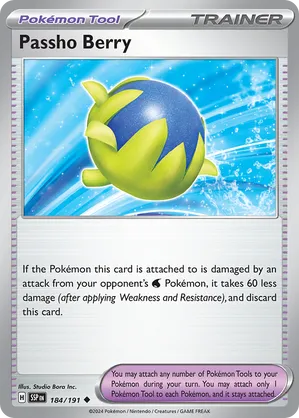 Pokémon Tool TRAINER
Passho Berry
If the Pokémon this card is attached to is damaged by an
attack from your opponent's Pokémon, it takes 60 less
damage (after applying Weakness and Resistance), and discard
this card.
Illus. Studio Bora Inc.
H SSP EN 184/191
You may attach any number of Pokémon Tools to your
Pokémon during your turn. You may attach only 1
Pokémon Tool to each Pokémon, and it stays attached.
©2024 Pokémon / Nintendo / Creatures / GAME FREAK